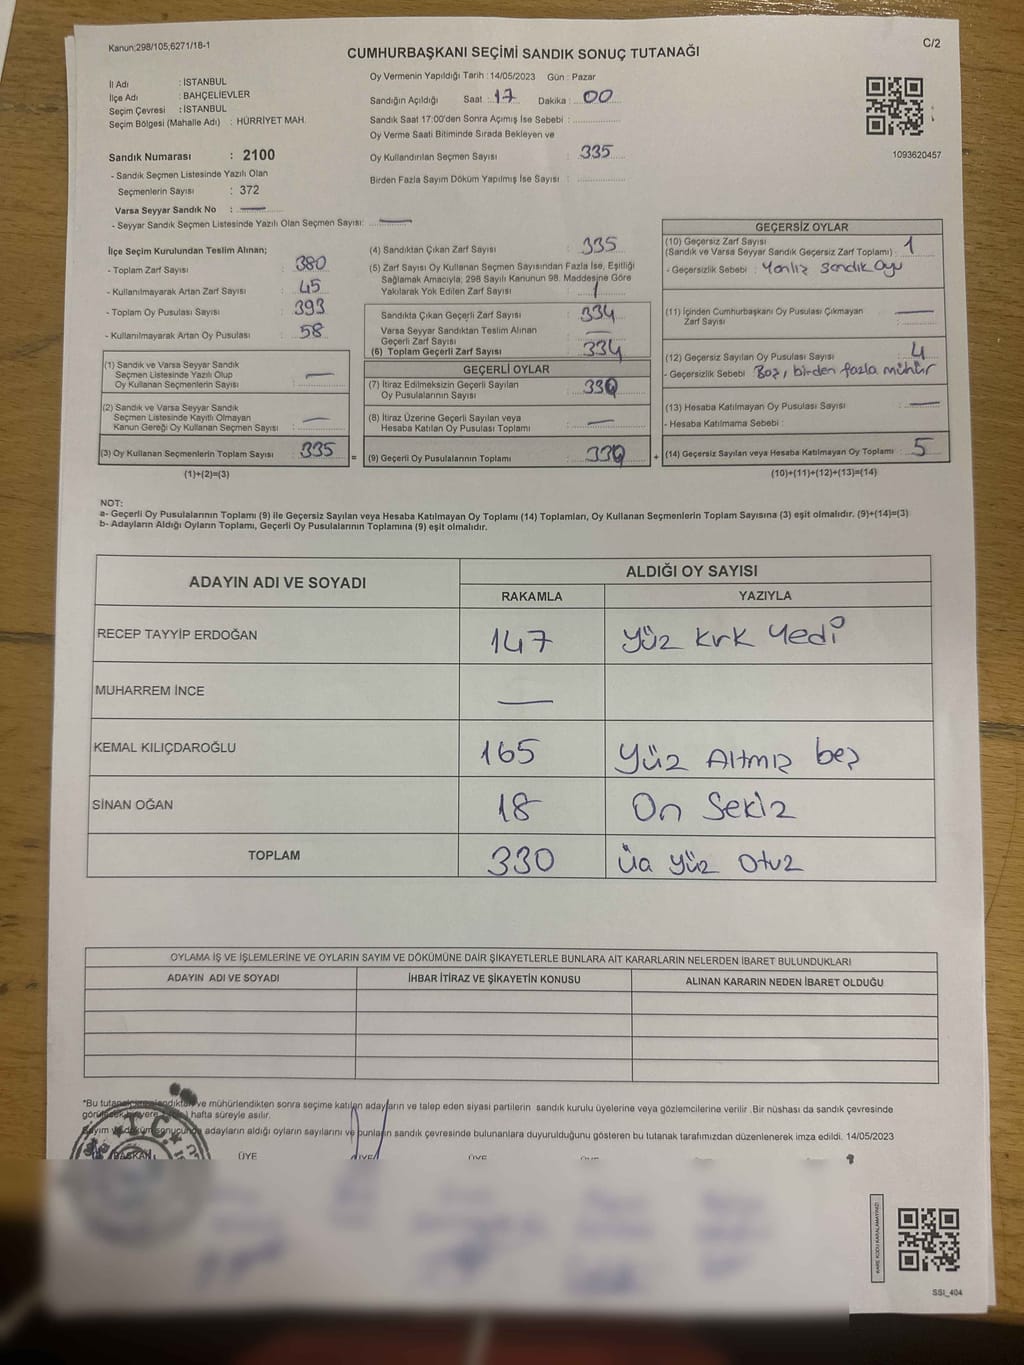 Kanun;298/105,6271/18-1
C/2
CUMHURBAŞKANI SEÇİMİ SANDIK SONUÇ TUTANAĞI
İl Adı : İSTANBUL
İlçe Adı : BAHÇELİEVLER
Seçim Çevresi : İSTANBUL
Seçim Bölgesi (Mahalle Adı) : HÜRRİYET MAH.
Sandık Numarası : 2100
- Sandık Seçmen Listesinde Yazılı Olan
Seçmenlerin Sayısı : 372
Varsa Seyyar Sandık No : —
- Seyyar Sandık Seçmen Listesinde Yazılı Olan Seçmen Sayısı: —
Oy Vermenin Yapıldığı Tarih : 14/05/2023 Gün : Pazar
Sandığın Açıldığı Saat : 17 Dakika : 00
Sandık Saat 17:00'den Sonra Açımış İse Sebebi :
Oy Verme Saati Bitiminde Sırada Bekleyen ve
Oy Kullandırılan Seçmen Sayısı : 335
Birden Fazla Sayım Döküm Yapılmış İse Sayısı :
1093620457
İlçe Seçim Kurulundan Teslim Alınan;
- Toplam Zarf Sayısı : 380
- Kullanılmayarak Artan Zarf Sayısı : 45
- Toplam Oy Pusulası Sayısı : 393
- Kullanılmayarak Artan Oy Pusulası : 58
(1) Sandık ve Varsa Seyyar Sandık
Seçmen Listesinde Yazılı Olup
Oy Kullanan Seçmenlerin Sayısı : —
(2) Sandık ve Varsa Seyyar Sandık
Seçmen Listesinde Kayıtlı Olmayan
Kanun Gereği Oy Kullanan Seçmen Sayısı : —
(3) Oy Kullanan Seçmenlerin Toplam Sayısı : 335
(1)+(2)=(3)
=
(4) Sandıktan Çıkan Zarf Sayısı : 335
(5) Zarf Sayısı Oy Kullanan Seçmen Sayısından Fazla İse, Eşitliği
Sağlamak Amacıyla, 298 Sayılı Kanunun 98. Maddesine Göre
Yakılarak Yok Edilen Zarf Sayısı :
Sandıkta Çıkan Geçerli Zarf Sayısı : 334
Varsa Seyyar Sandıktan Teslim Alınan
Geçerli Zarf Sayısı : —
(6) Toplam Geçerli Zarf Sayısı : 334
GEÇERLİ OYLAR
(7) İtiraz Edilmeksizin Geçerli Sayılan
Oy Pusulalarının Sayısı : 330
(8) İtiraz Üzerine Geçerli Sayılan veya
Hesaba Katılan Oy Pusulası Toplamı : —
(9) Geçerli Oy Pusulalarının Toplamı : 330
+
GEÇERSİZ OYLAR
(10) Geçersiz Zarf Sayısı
(Sandık ve Varsa Seyyar Sandık Geçersiz Zarf Toplamı) : 1
- Geçersizlik Sebebi : Yanlız Sandık Oyu
(11) İçinden Cumhurbaşkanı Oy Pusulası Çıkmayan
Zarf Sayısı : —
(12) Geçersiz Sayılan Oy Pusulası Sayısı : 4
- Geçersizlik Sebebi : Boz, birden fazla mühür
(13) Hesaba Katılmayan Oy Pusulası Sayısı : —
- Hesaba Katılmama Sebebi :
(14) Geçersiz Sayılan veya Hesaba Katılmayan Oy Toplamı : 5
(10)+(11)+(12)+(13)=(14)
NOT:
a- Geçerli Oy Pusulalarının Toplamı (9) ile Geçersiz Sayılan veya Hesaba Katılmayan Oy Toplamı (14) Toplamları, Oy Kullanan Seçmenlerin Toplam Sayısına (3) eşit olmalıdır. (9)+(14)=(3)
b- Adayların Aldığı Oyların Toplamı, Geçerli Oy Pusulalarının Toplamına (9) eşit olmalıdır.
ADAYIN ADI VE SOYADI ALDIĞI OY SAYISI
RAKAMLA YAZIYLA
RECEP TAYYİP ERDOĞAN 147 Yüz kırk Yedi
MUHARREM İNCE —
KEMAL KILIÇDAROĞLU 165 Yüz Altmız beş
SİNAN OĞAN 18 On Sekiz
TOPLAM 330 Üa yüz Otuz
OYLAMA İŞ VE İŞLEMLERİNE VE OYLARIN SAYIM VE DÖKÜMÜNE DAİR ŞİKAYETLERLE BUNLARA AİT KARARLARIN NELERDEN İBARET BULUNDUKLARI
ADAYIN ADI VE SOYADI İHBAR İTİRAZ VE ŞİKAYETİN KONUSU ALINAN KARARIN NEDEN İBARET OLDUĞU
*Bu tutanak ve mühürlendikten sonra seçime katılan adayların ve talep eden siyasi partilerin sandık kurulu üyelerine veya gözlemcilerine verilir .Bir nüshası da sandık çevresinde
hafta süreyle asılır.
adayların aldığı oyların sayılarını ve bunların sandık çevresinde bulunanlara duyurulduğunu gösteren bu tutanak tarafımızdan düzenlenerek imza edildi. 14/05/2023
T.C.
BAŞKAN ÜYE ÜYE ÜYE
KARE KODU KARALAMAYINIZ!
SSI_404